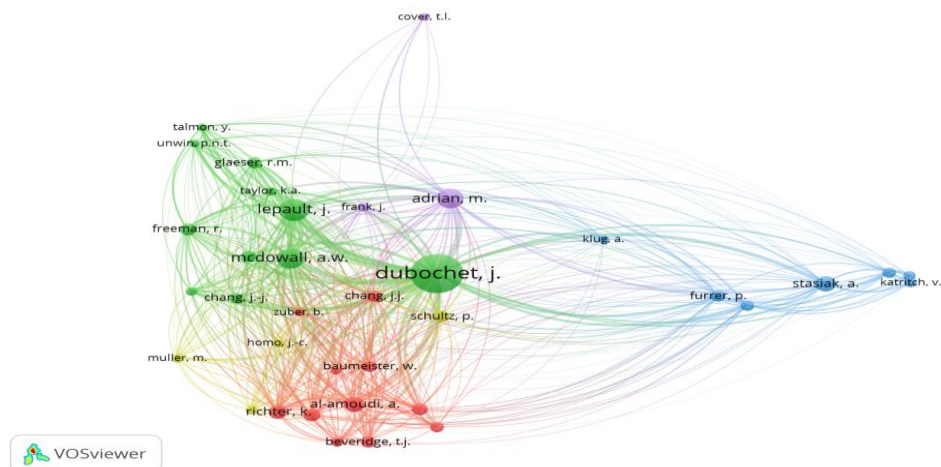 cover, t.l.
talmon, y.
unwin, p.n.t.
glaeser, r.m.
taylor, k.a.
lepault, j.
frank, j.
adrian, m.
freeman, r.
klug, a.
mcdowall, a.w.
dubochet, j.
chang, j.-j.
chang, j.j.
furrer, p.
stasiak, a.
katritch, v.
zuber, b.
schultz, p.
homo, j.-c.
muller, m.
baumeister, w.
al-amoudi, a.
richter, k.
beveridge, t.j.
VOSviewer